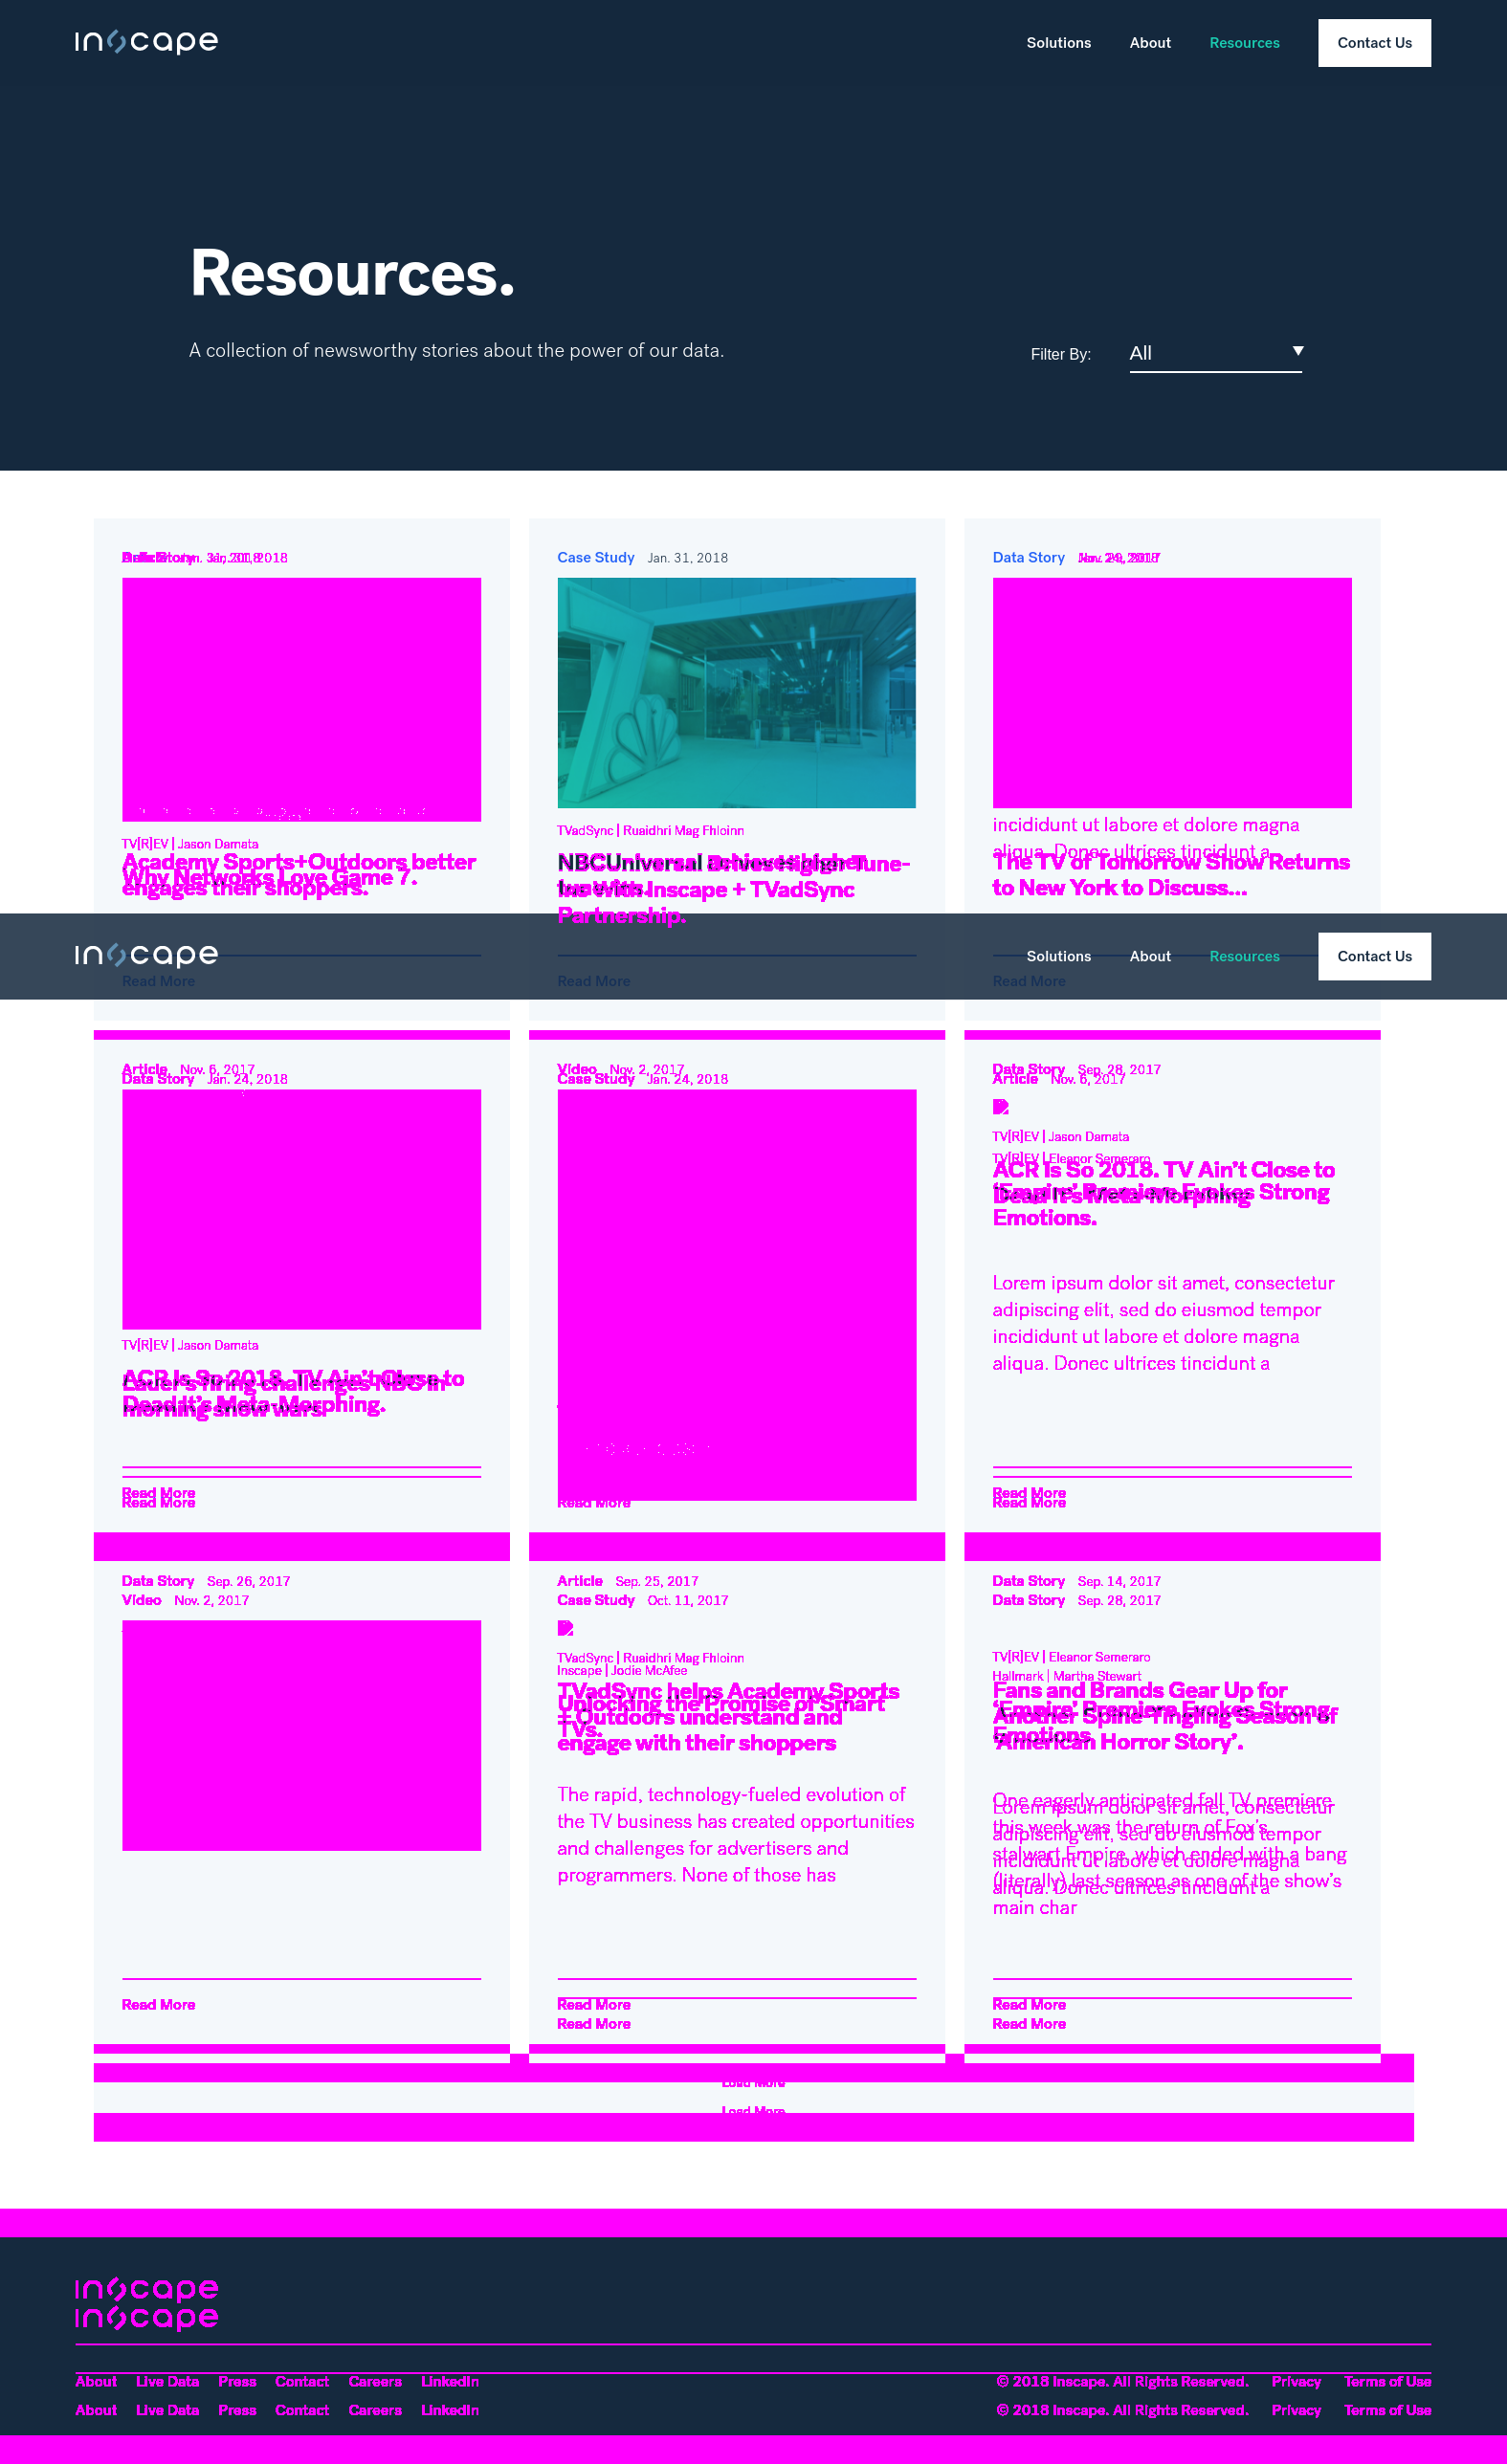 inscape
Solutions About Resources Contact Us
Resources.
A collection of newsworthy stories about the power of our data.
Filter By: All
Case Study Jan. 31, 2018
Data Story
TVadSync | Ruaidhri Mag Fhloinn
incididunt ut labore et dolore magna
aliqua. Donec ultrices tincidunt a
TV[R]EV | Jason Damata
Academy Sports+Outdoors better
engages their shoppers.
Why Networks Love Game 7.
NBCUniversal
With Inscape + TVadSync
Partnership.
The TV of Tomorrow Show Returns
to New York to Discuss...
inscape
Solutions About Resources Contact Us
Read More
Read More
Read More
Article Nov. 6, 2017
Data Story Jan. 24, 2018
Video Nov. 2, 2017
Case Study Jan. 24, 2018
Data Story Sep. 28, 2017
Article Nov. 6, 2017
TV[R]EV | Jason Damata
TV[R]EV | Eleanor Semeraro
ACR Is So 2018. TV Ain't Close to
Dead It's Meta-Morphing
'Empire' Premiere Evokes Strong
Emotions.
Lorem ipsum dolor sit amet, consectetur
adipiscing elit, sed do eiusmod tempor
incididunt ut labore et dolore magna
aliqua. Donec ultrices tincidunt a
TV[R]EV | Jason Damata
ACR Is So 2018. TV Ain't Close to
Dead It's Meta-Morphing.
Lauer's firing challenges NBC in
morning show wars.
Read More
Read More
Read More
Read More
Read More
Data Story Sep. 26, 2017
Video Nov. 2, 2017
Article Sep. 25, 2017
Case Study Oct. 11, 2017
Data Story Sep. 14, 2017
Data Story Sep. 28, 2017
TVadSync | Ruaidhri Mag Fhloinn
Inscape | Jodie McAfee
TVadSync helps Academy Sports
+ Outdoors understand and
engage with their shoppers
Unlocking the Promise of Smart
TVs.
TV[R]EV | Eleanor Semeraro
Hallmark | Martha Stewart
Fans and Brands Gear Up for
Another Spine-Tingling Season of
'American Horror Story'.
'Empire' Premiere Evokes Strong
Emotions
The rapid, technology-fueled evolution of
the TV business has created opportunities
and challenges for advertisers and
programmers. None of those has
One eagerly anticipated fall TV premiere
this week was the return of Fox's
stalwart Empire, which ended with a bang
(literally) last season as one of the show's
main char
Lorem ipsum dolor sit amet, consectetur
adipiscing elit, sed do eiusmod tempor
incididunt ut labore et dolore magna
aliqua. Donec ultrices tincidunt a
Read More
Read More
Read More
Read More
Read More
Load More
Load More
inscape
inscape
About Live Data Press Contact Careers LinkedIn © 2018 Inscape. All Rights Reserved. Privacy Terms of Use
About Live Data Press Contact Careers LinkedIn © 2018 Inscape. All Rights Reserved. Privacy Terms of Use